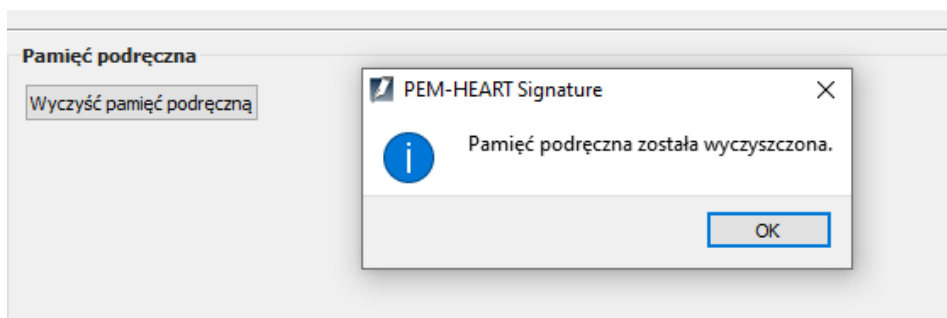 Pamięć podręczna
Wyczyść pamięć podręczną
PEM-HEART Signature
Pamięć podręczna została wyczyszczona.
OK